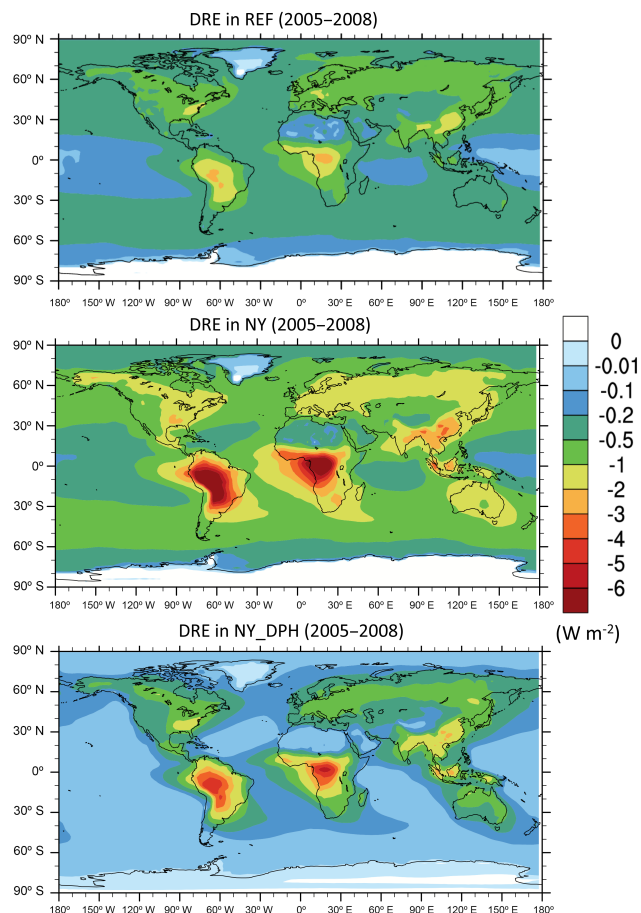 DRE in REF (2005–2008)
90° N
60° N
30° N
0°
30° S
60° S
90° S
180° 150° W 120° W 90° W 60° W 30° W 0° 30° E 60° E 90° E 120° E 150° E 180°
DRE in NY (2005–2008)
90° N
60° N
30° N
0°
30° S
60° S
90° S
180° 150° W 120° W 90° W 60° W 30° W 0° 30° E 60° E 90° E 120° E 150° E 180°
0
-0.01
-0.1
-0.2
-0.5
-1
-2
-3
-4
-5
-6
(W m⁻²)
DRE in NY_DPH (2005–2008)
90° N
60° N
30° N
0°
30° S
60° S
90° S
180° 150° W 120° W 90° W 60° W 30° W 0° 30° E 60° E 90° E 120° E 150° E 180°